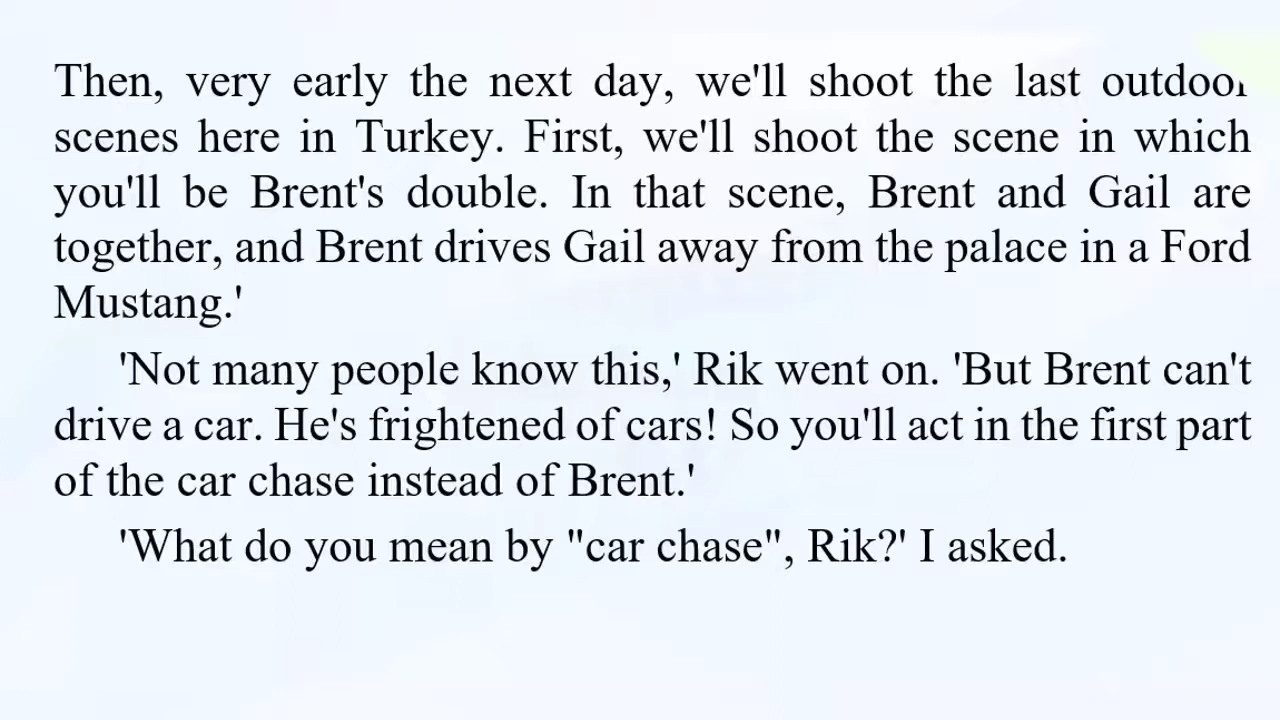 Then, very early the next day, we'll shoot the last outdoor
scenes here in Turkey. First, we'll shoot the scene in which
you'll be Brent's double. In that scene, Brent and Gail are
together, and Brent drives Gail away from the palace in a Ford
Mustang.'
'Not many people know this,' Rik went on. 'But Brent can't
drive a car. He's frightened of cars! So you'll act in the first part
of the car chase instead of Brent.'
'What do you mean by "car chase", Rik?' I asked.